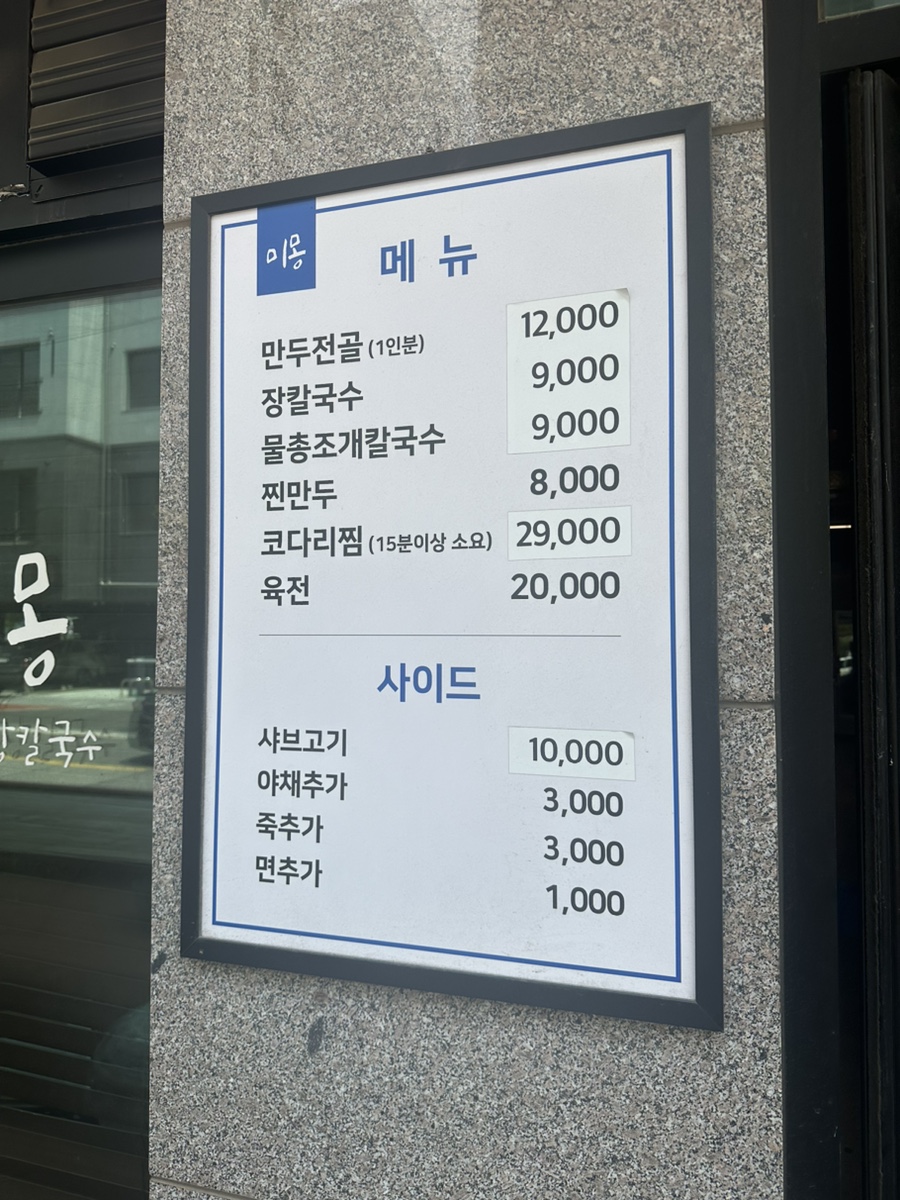 미몽
메뉴
만두전골 (1인분) 12,000
장칼국수 9,000
물총조개칼국수 9,000
찐만두 8,000
코다리찜 (15분이상 소요) 29,000
육전 20,000
사이드
샤브고기 10,000
야채추가 3,000
죽추가 3,000
면추가 1,000
몽
칼국수